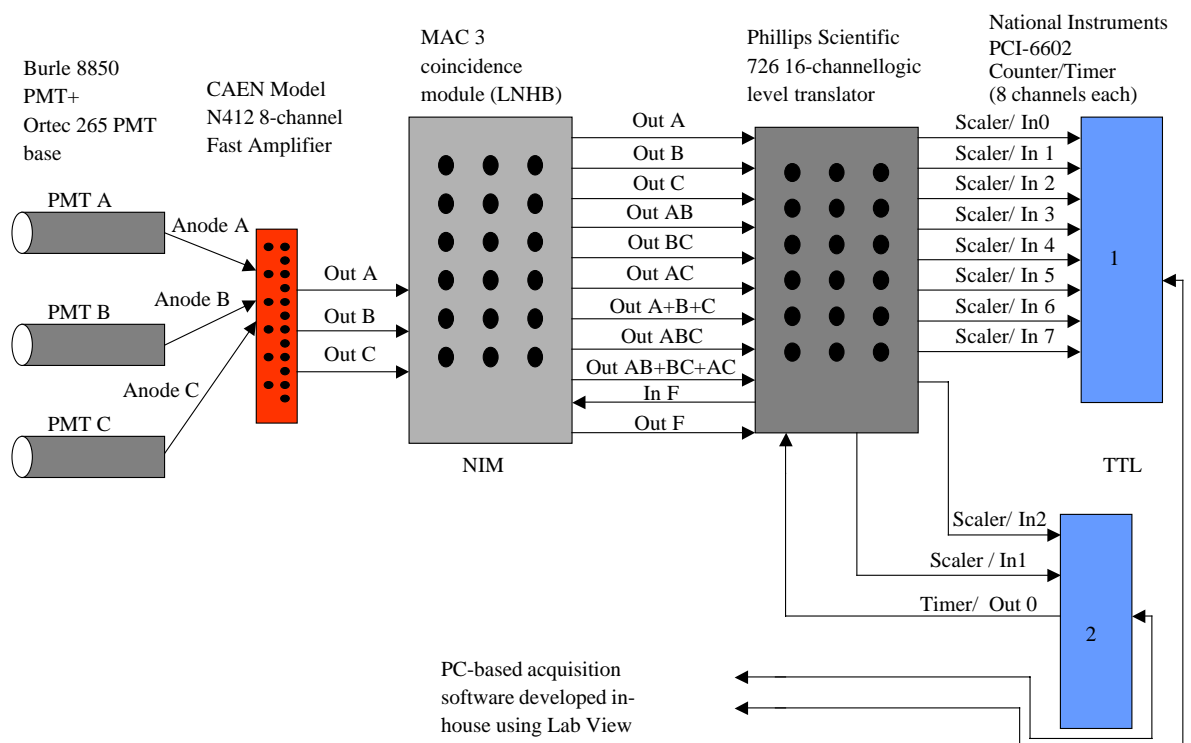 Burle 8850
PMT+
Ortec 265 PMT
base
CAEN Model
N412 8-channel
Fast Amplifier
MAC 3
coincidence
module (LNHB)
Phillips Scientific
726 16-channellogic
level translator
National Instruments
PCI-6602
Counter/Timer
(8 channels each)
PMT A
PMT B
PMT C
Anode A
Anode B
Anode C
Out A
Out B
Out C
Out A
Out B
Out C
Out AB
Out BC
Out AC
Out A+B+C
Out ABC
Out AB+BC+AC
In F
Out F
Scaler/ In0
Scaler/ In 1
Scaler/ In 2
Scaler/ In 3
Scaler/ In 4
Scaler/ In 5
Scaler/ In 6
Scaler/ In 7
1
NIM
TTL
Scaler/ In2
Scaler / In1
Timer/ Out 0
2
PC-based acquisition
software developed in-
house using Lab View